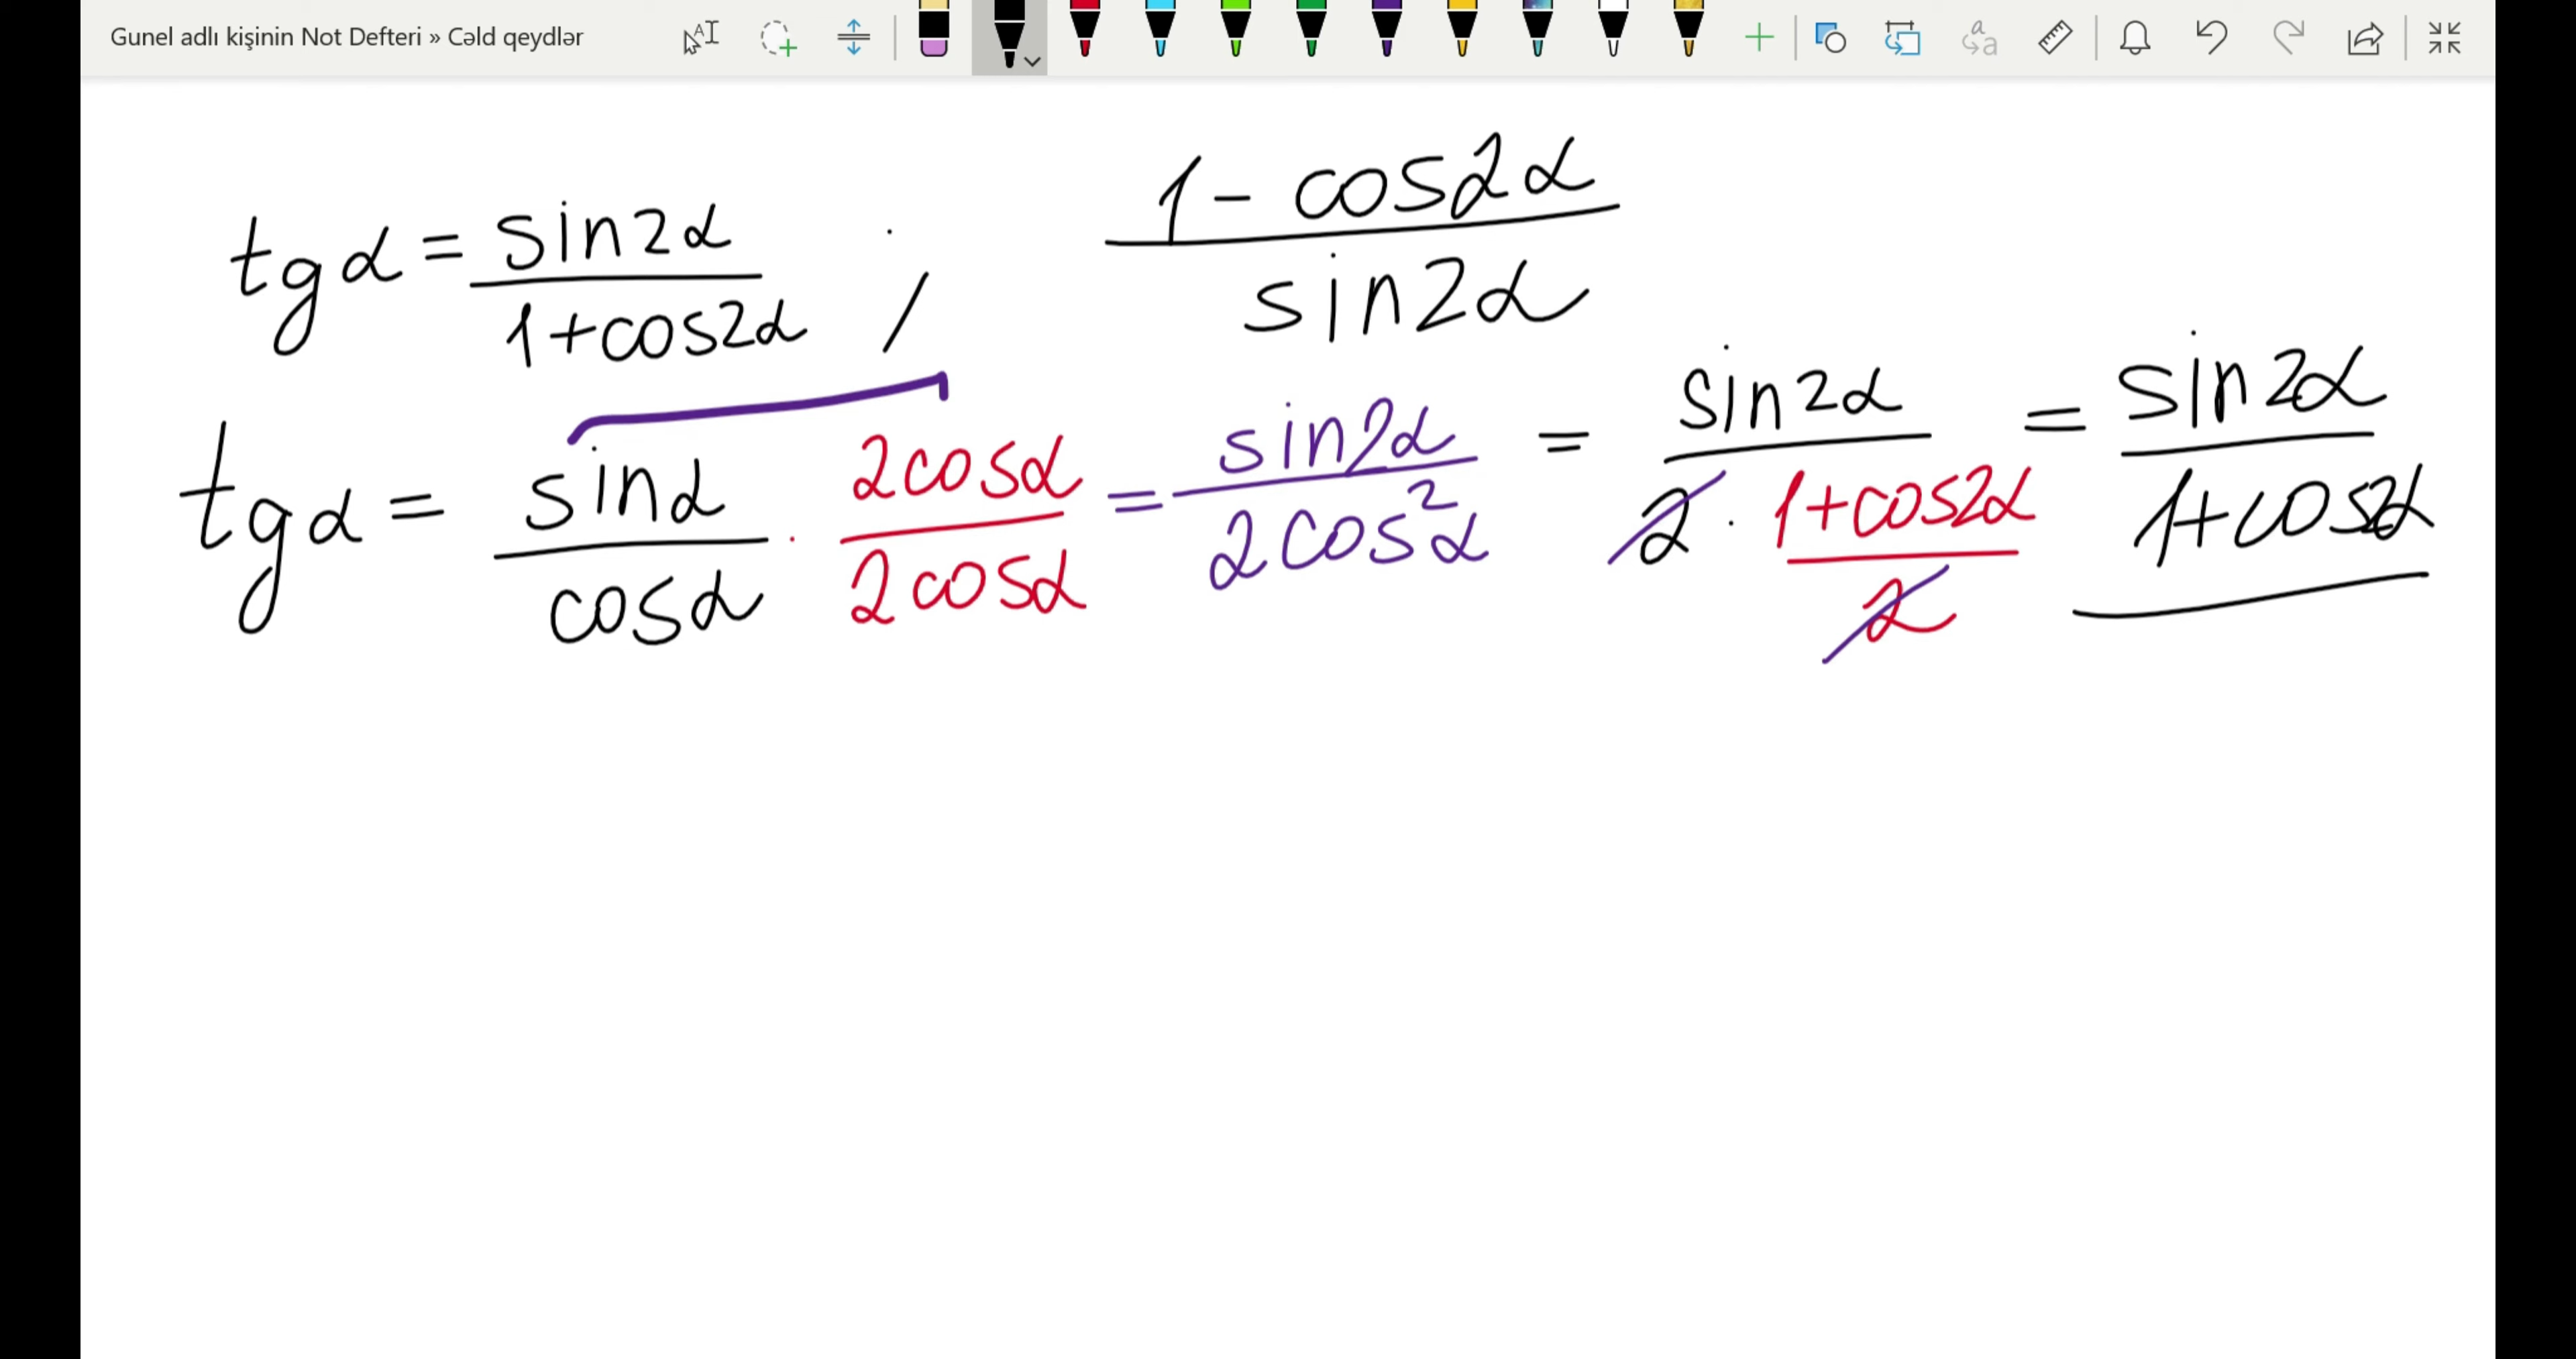 Gunel adlı kişinin Not Defteri » Cəld qeydlər
tgα = sin2α / 1+cos2α ; 1 - cos2α / sin2α
tgα = sinα / cosα · 2cosα / 2cosα = sin2α / 2cos²α = sin2α / 2 · 1+cos2α / 2 = sin2α / 1+cos2α